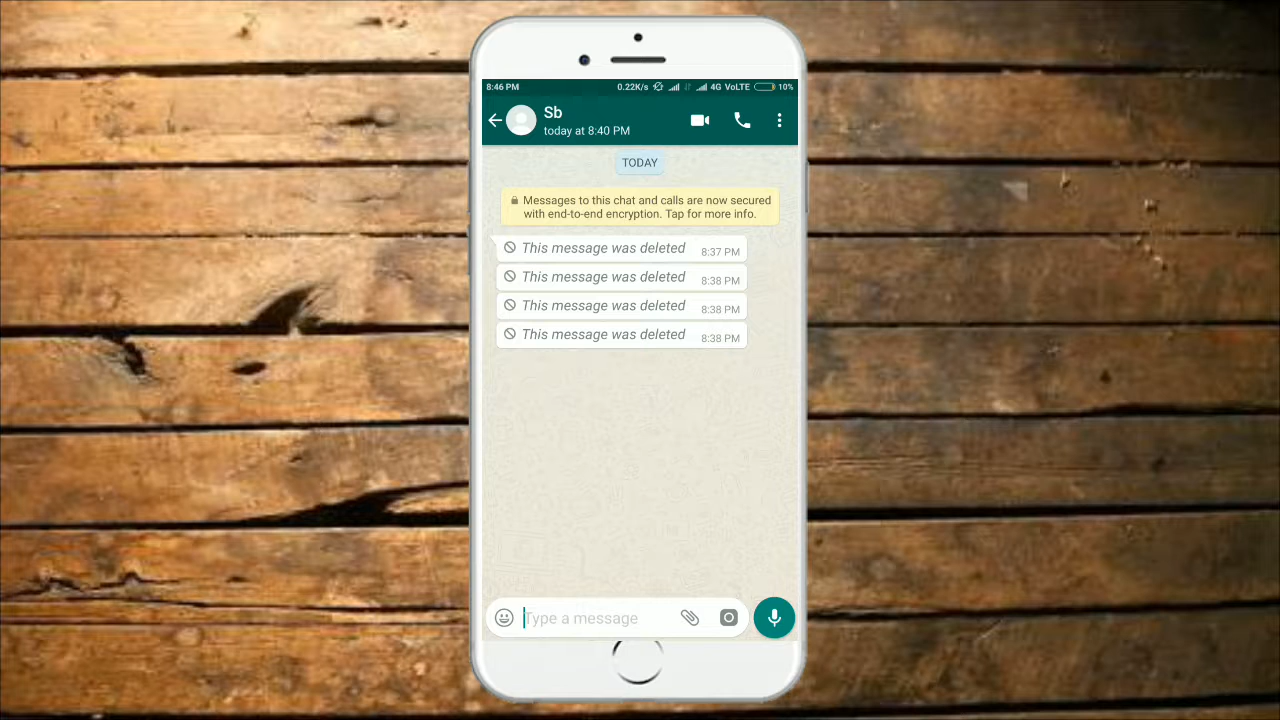 8:46 PM 0.22K/s 4G VoLTE 10%
Sb
today at 8:40 PM
TODAY
Messages to this chat and calls are now secured
with end-to-end encryption. Tap for more info.
This message was deleted 8:37 PM
This message was deleted 8:38 PM
This message was deleted 8:38 PM
This message was deleted 8:38 PM
Type a message